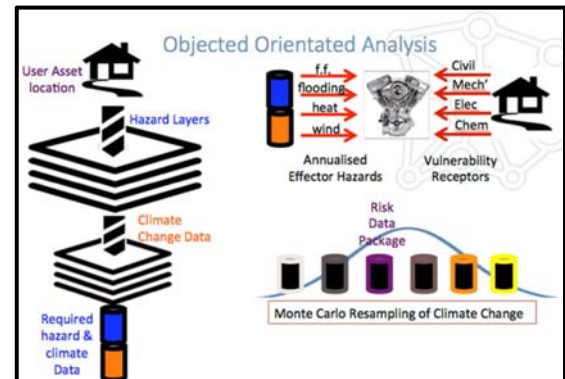 Objected Orientated Analysis
User Asset
location
Hazard Layers
Climate
Change Data
Required
hazard &
climate
Data
f.f.
flooding
heat
wind
Civil
Mech'
Elec
Chem
Annualised
Effector Hazards
Vulnerability
Receptors
Risk
Data
Package
Monte Carlo Resampling of Climate Change